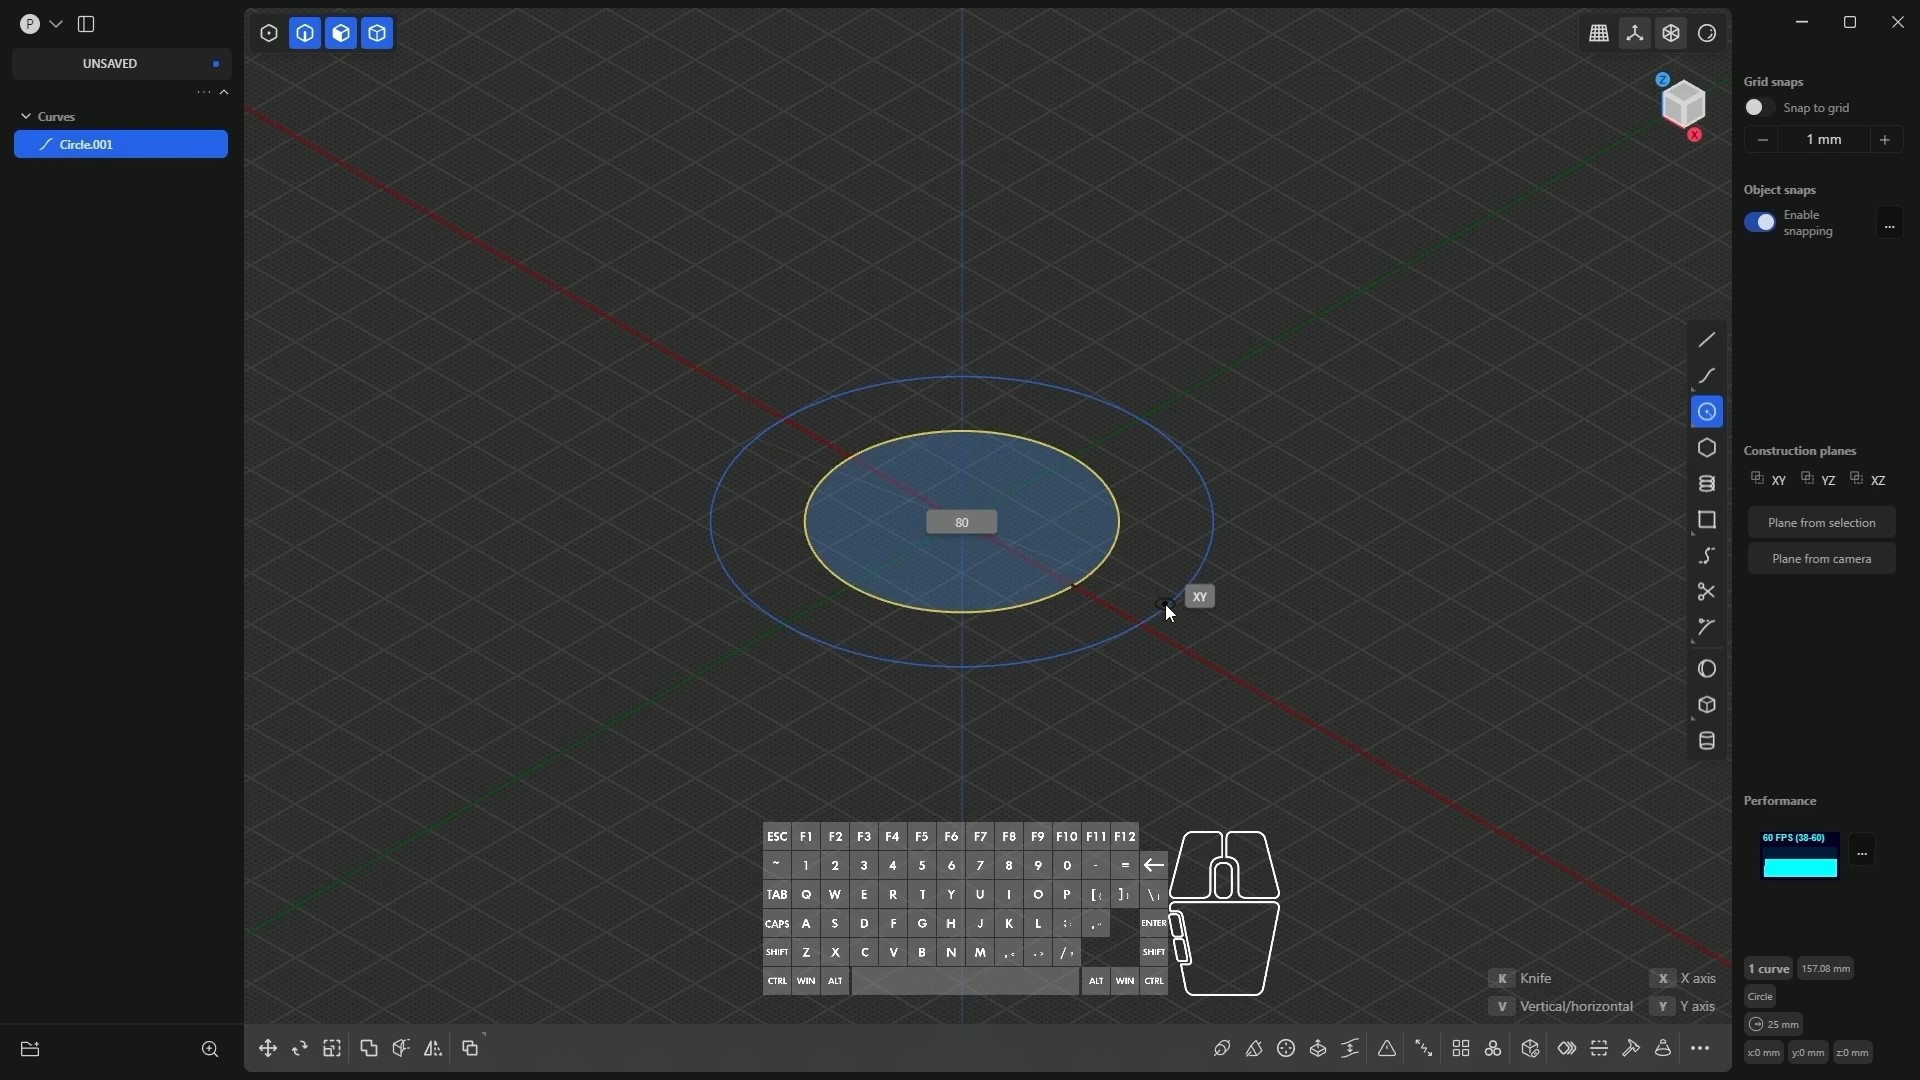 P
UNSAVED
Curves
Circle.001
Z
X
80
XY
Grid snaps
Snap to grid
− 1 mm +
Object snaps
Enable
snapping
...
Construction planes
XY YZ XZ
Plane from selection
Plane from camera
Performance
60 FPS (38-60)
...
1 curve 157.08 mm
Circle
25 mm
x:0 mm y:0 mm z:0 mm
ESC F1 F2 F3 F4 F5 F6 F7 F8 F9 F10 F11 F12
~ 1 2 3 4 5 6 7 8 9 0 - =
TAB Q W E R T Y U I O P
CAPS A S D F G H J K L ENTER
SHIFT Z X C V B N M SHIFT
CTRL WIN ALT ALT WIN CTRL
K Knife X X axis
V Vertical/horizontal Y Y axis